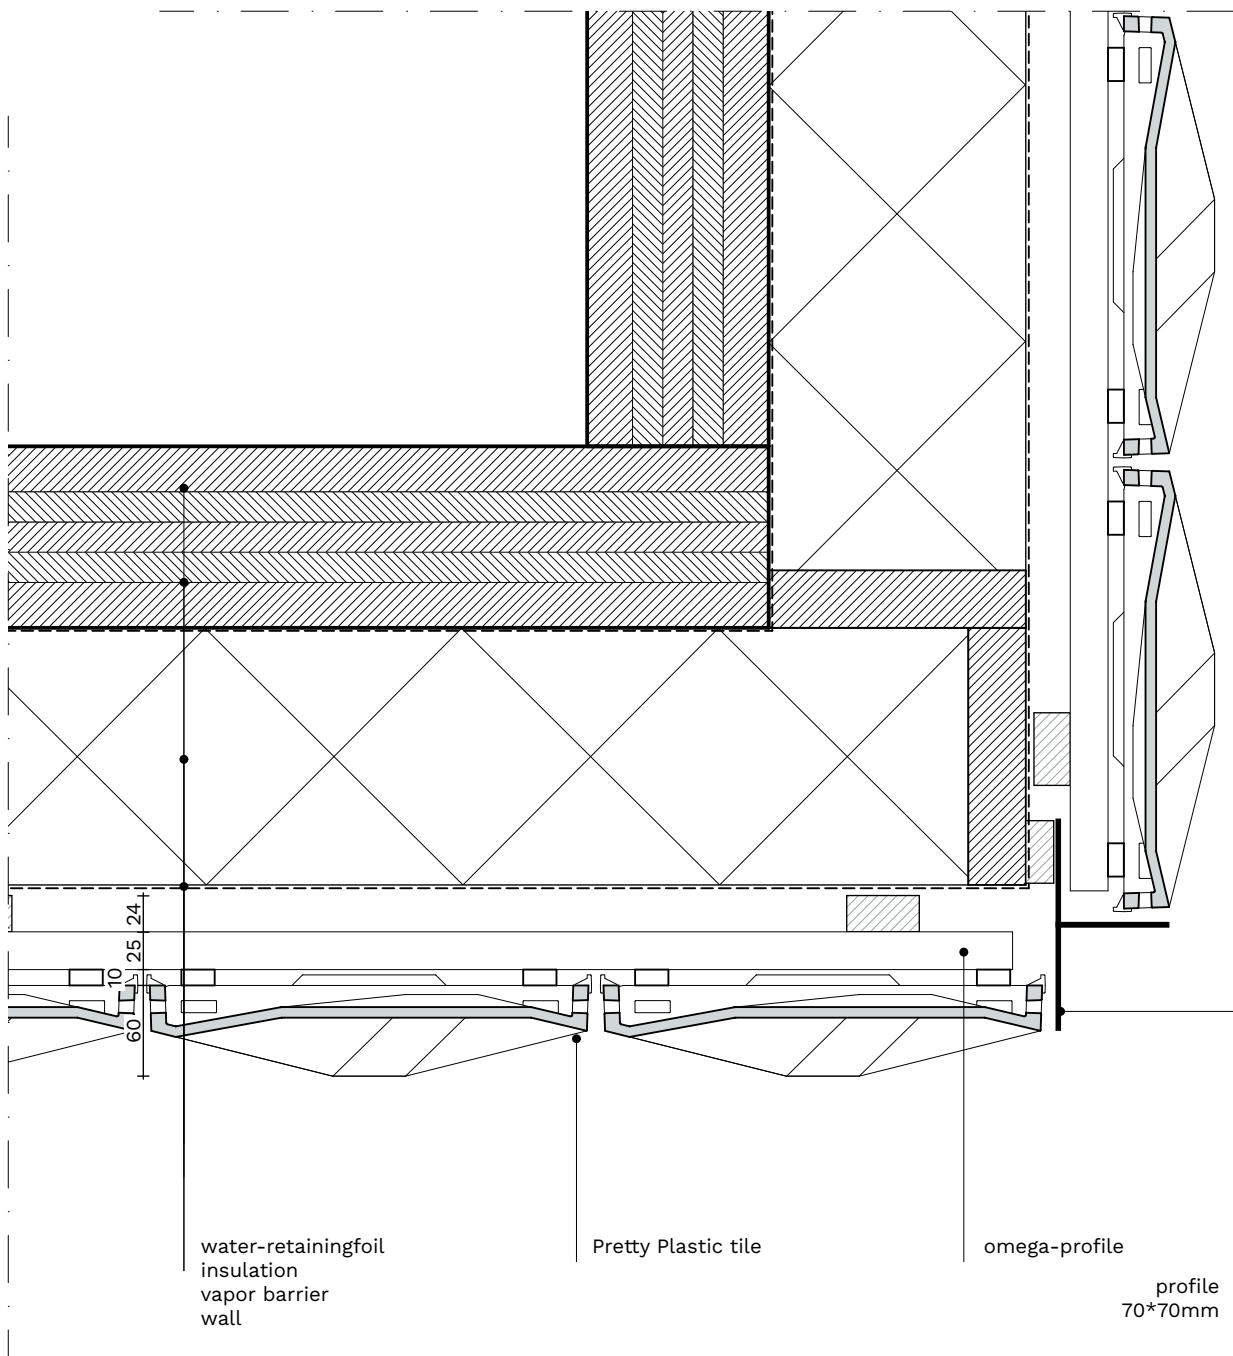 24
25
10
60
water-retainingfoil
insulation
vapor barrier
wall
Pretty Plastic tile
omega-profile
profile
70*70mm